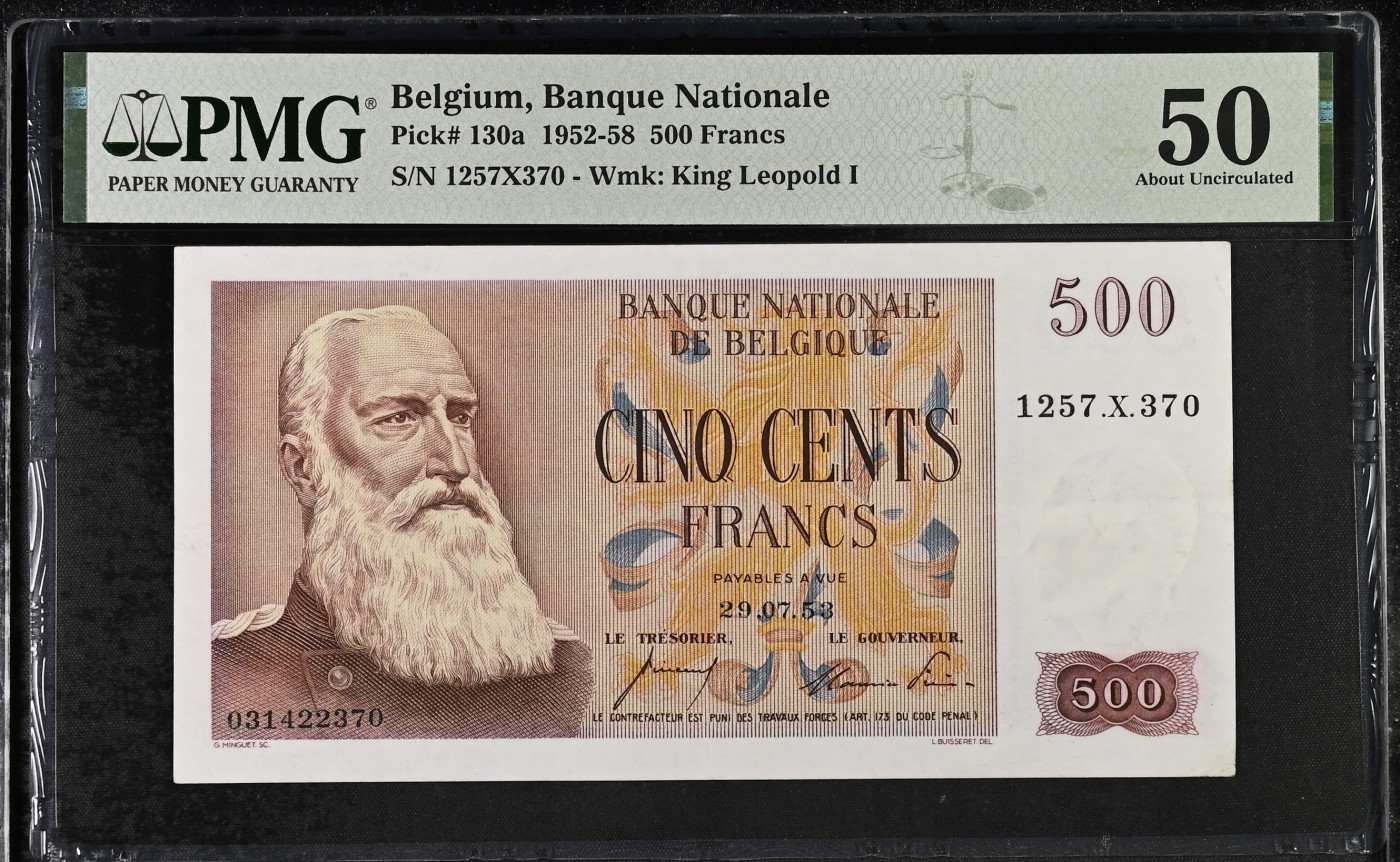 PMG®
PAPER MONEY GUARANTY
Belgium, Banque Nationale
Pick# 130a 1952-58 500 Francs
S/N 1257X370 - Wmk: King Leopold I
50
About Uncirculated
BANQUE NATIONALE
DE BELGIQUE
CINQ CENTS
FRANCS
PAYABLES A VUE
29.07.53
LE TRÉSORIER,
LE GOUVERNEUR,
LE CONTREFACTEUR EST PUNI DES TRAVAUX FORCÉS (ART. 173 DU CODE PÉNAL)
031422370
G. MINGUET, SC.
L. BUISSERET DEL.
500
1257.X.370
500